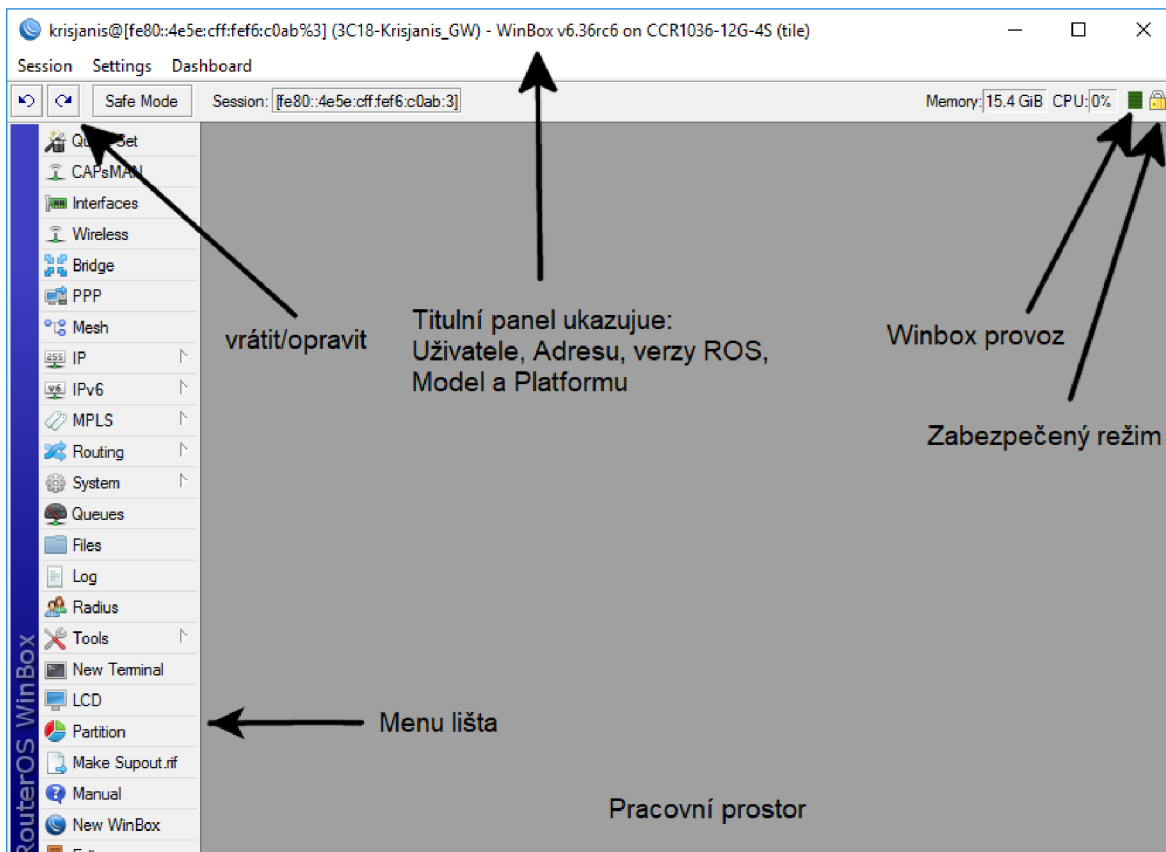 krisjanis@[fe80::4e5e:cff:fef6:c0ab%3] (3C18-Krisjanis_GW) - WinBox v6.36rc6 on CCR1036-12G-4S (tile)
Session Settings Dashboard
Safe Mode Session: [fe80::4e5e:cff:fef6:c0ab:3] Memory: 15.4 GiB CPU: 0%
Set
CAPsMAN
Interfaces
Wireless
Bridge
PPP
Mesh
255 IP
v6 IPv6
MPLS
Routing
System
Queues
Files
Log
Radius
Tools
New Terminal
LCD
Partition
Make Supout.rif
Manual
New WinBox
RouterOS WinBox
vrátit/opravit
Titulní panel ukazujue:
Uživatele, Adresu, verzy ROS,
Model a Platformu
Winbox provoz
Zabezpečený režim
Menu lišta
Pracovní prostor